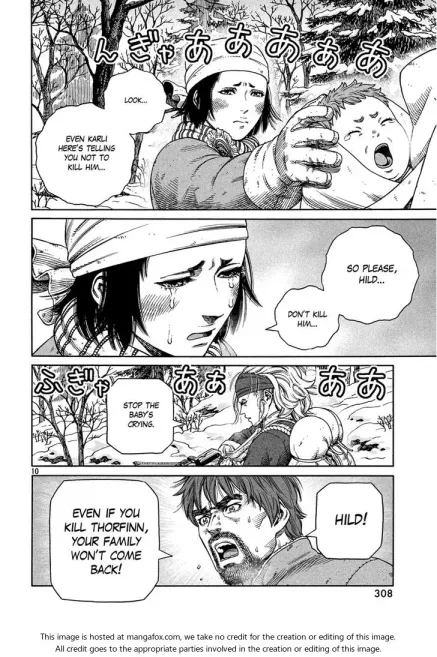 んぎゃあああああ
LOOK...
EVEN KARLI
HERE'S TELLING
YOU NOT TO
KILL HIM...
SO PLEASE,
HILD...
DON'T KILL
HIM...
ふぎゃ あぁ ああ
STOP THE
BABY'S
CRYING.
10
HILD!
EVEN IF YOU
KILL THORFINN,
YOUR FAMILY
WON'T COME
BACK!
308
This image is hosted at mangafox.com, we take no credit for the creation or editing of this image.
All credit goes to the appropriate parties involved in the creation or editing of this image.